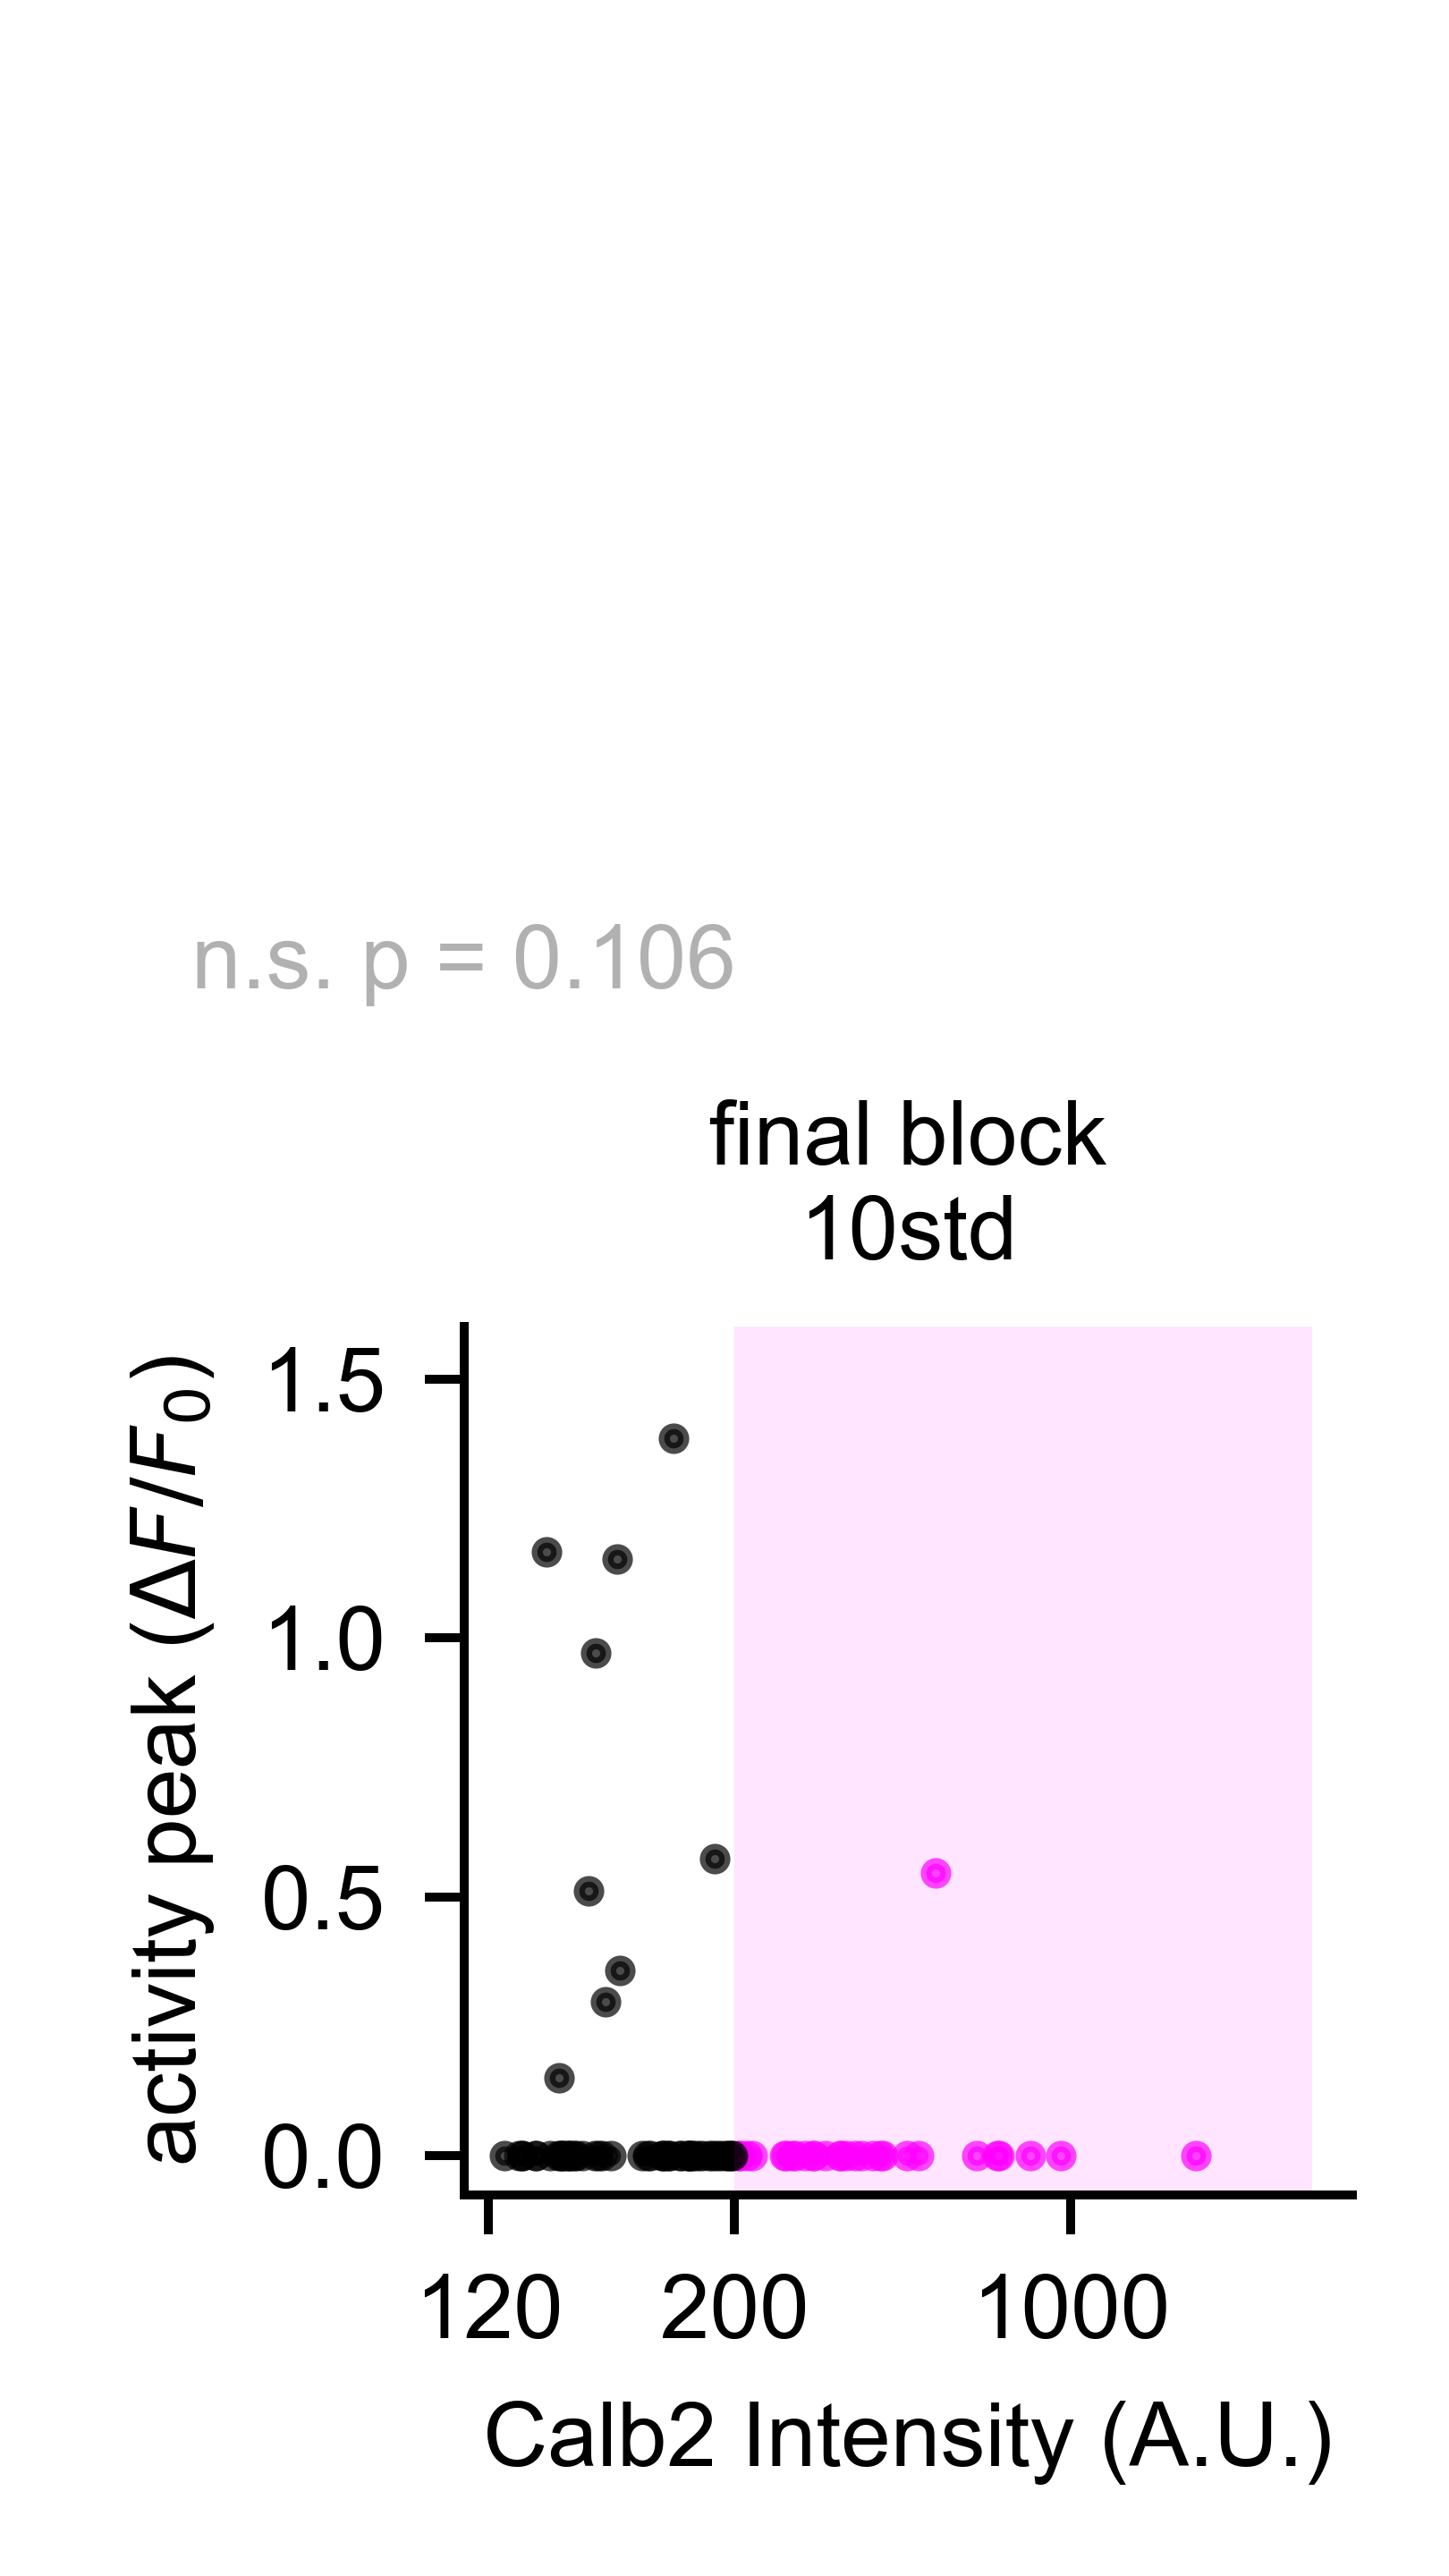 n.s. p = 0.106
final block
10std
activity peak (ΔF/F₀)
1.5
1.0
0.5
0.0
120 200 1000
Calb2 Intensity (A.U.)